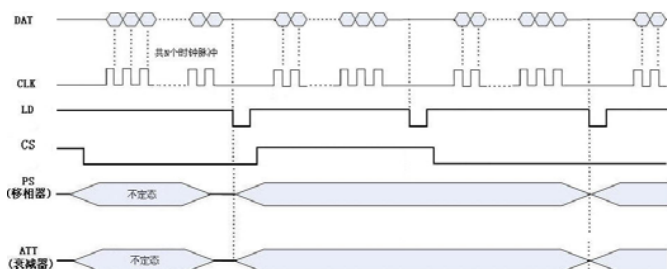 DAT
共N个时钟脉冲
CLK
LD
CS
PS
(移相器)
不定态
ATT
(衰减器)
不定态